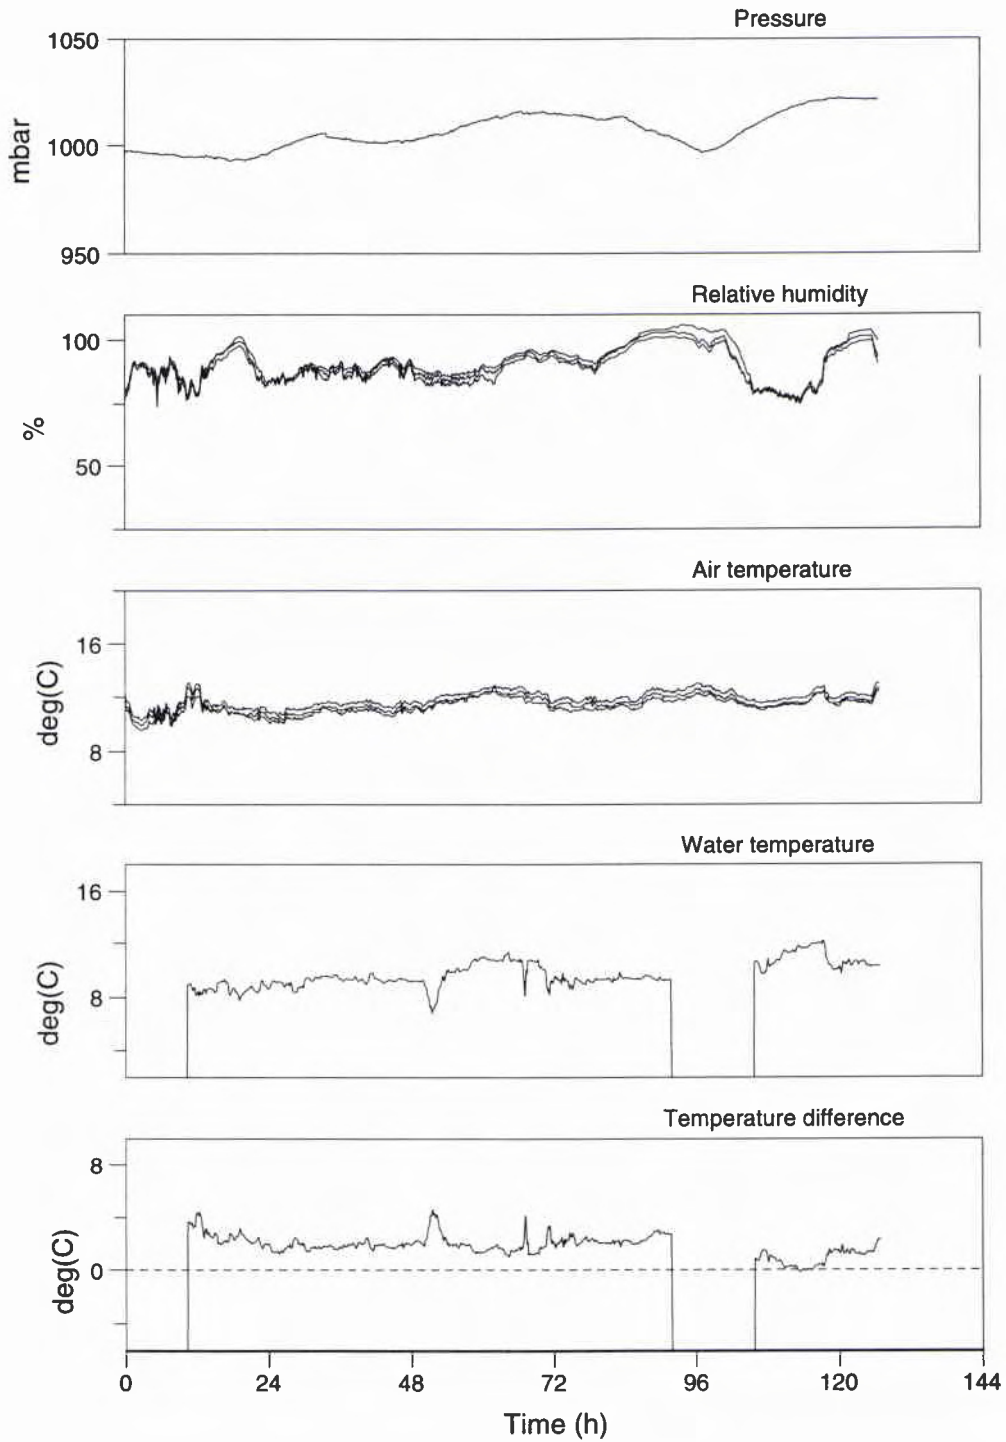 Pressure
1050
1000
950
mbar
Relative humidity
100
50
%
Air temperature
16
8
deg(C)
Water temperature
16
8
deg(C)
Temperature difference
8
0
deg(C)
0 24 48 72 96 120 144
Time (h)